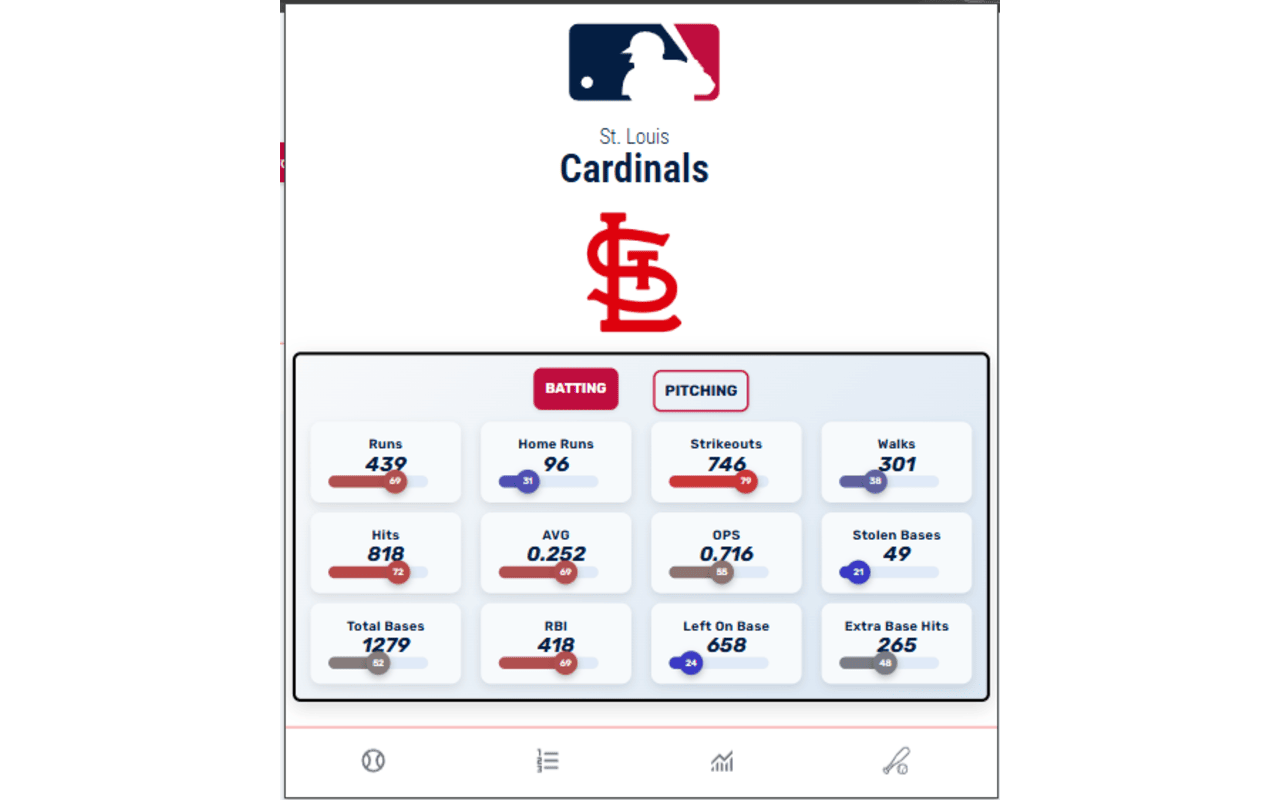 St. Louis
Cardinals
BATTING PITCHING
Runs Home Runs Strikeouts Walks
439 96 746 301
69 31 79 38
Hits AVG OPS Stolen Bases
818 0.252 0.716 49
72 69 55 21
Total Bases RBI Left On Base Extra Base Hits
1279 418 658 265
52 69 24 48